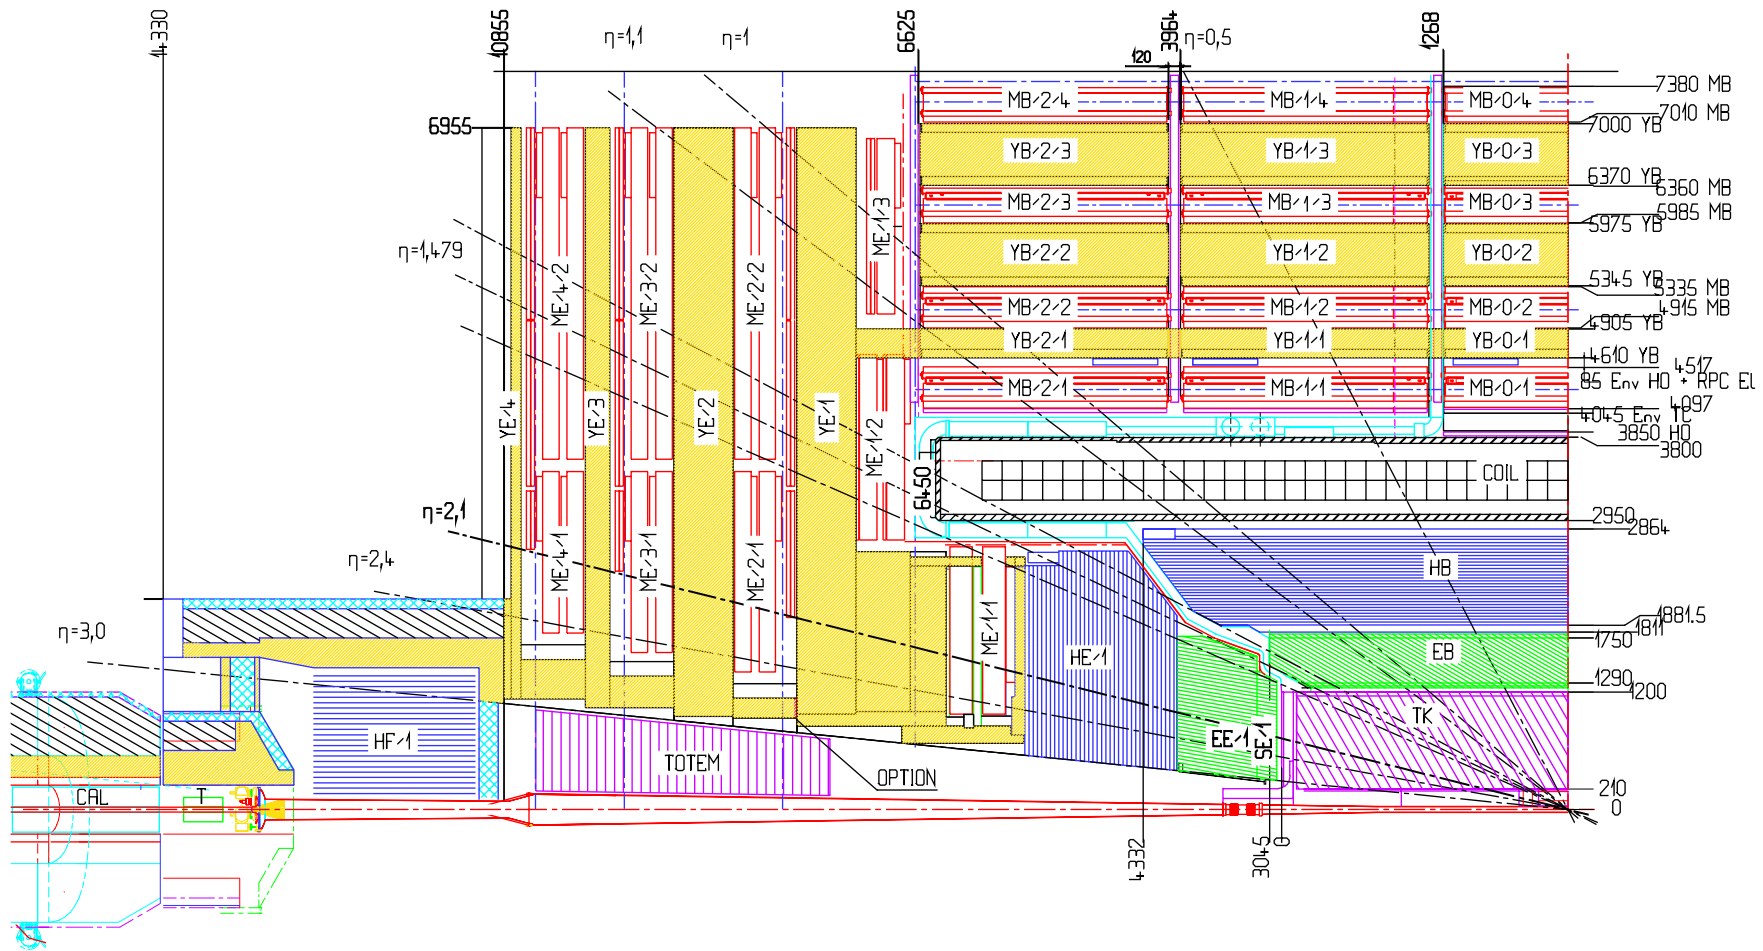 14330
10855
η=1,1
η=1
6625
120
3964
η=0,5
1268
7380 MB
7010 MB
7000 YB
6370 YB
6360 MB
5985 MB
5975 YB
5345 YB
5335 MB
4915 MB
4905 YB
4610 YB
4517
85 Env HO + RPC EL
4097
4045 Env TC
3850 HO
3800
2950
2864
1881.5
1811
1750
1290
1200
210
0
6955
MB/2/4
MB/1/4
MB/0/4
YB/2/3
YB/1/3
YB/0/3
MB/2/3
MB/1/3
MB/0/3
YB/2/2
YB/1/2
YB/0/2
MB/2/2
MB/1/2
MB/0/2
YB/2/1
YB/1/1
YB/0/1
MB/2/1
MB/1/1
MB/0/1
ME/1/3
ME/4/2
ME/3/2
ME/2/2
ME/1/2
YE/4
YE/3
YE/2
YE/1
η=1,479
η=2,1
η=2,4
η=3,0
6450
COIL
ME/4/1
ME/3/1
ME/2/1
ME/1/1
HE/1
HB
EB
EE/1
SE/1
TK
HF/1
TOTEM
OPTION
CAL
T
4332
3045
0